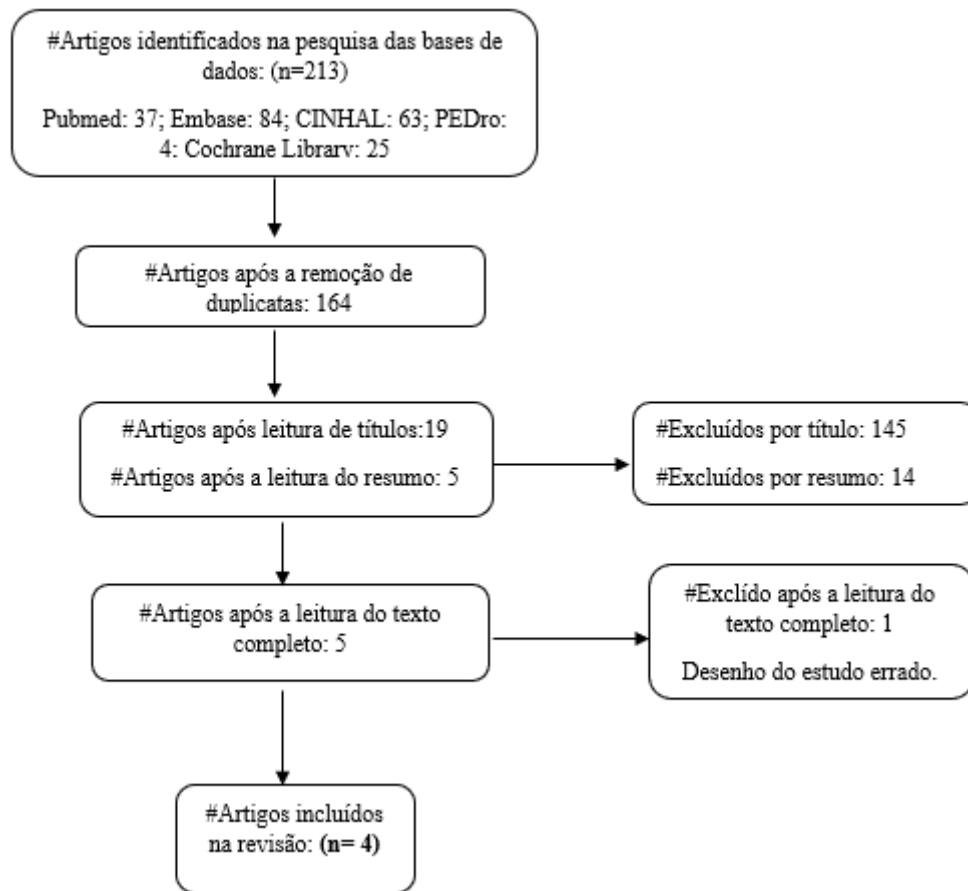 #Artigos identificados na pesquisa das bases de
dados: (n=213)
Pubmed: 37; Embase: 84; CINHAL: 63; PEDro:
4: Cochrane Library: 25
#Artigos após a remoção de
duplicatas: 164
#Artigos após leitura de títulos:19
#Artigos após a leitura do resumo: 5
#Excluídos por título: 145
#Excluídos por resumo: 14
#Artigos após a leitura do texto
completo: 5
#Exclído após a leitura do
texto completo: 1
Desenho do estudo errado.
#Artigos incluídos
na revisão: (n= 4)